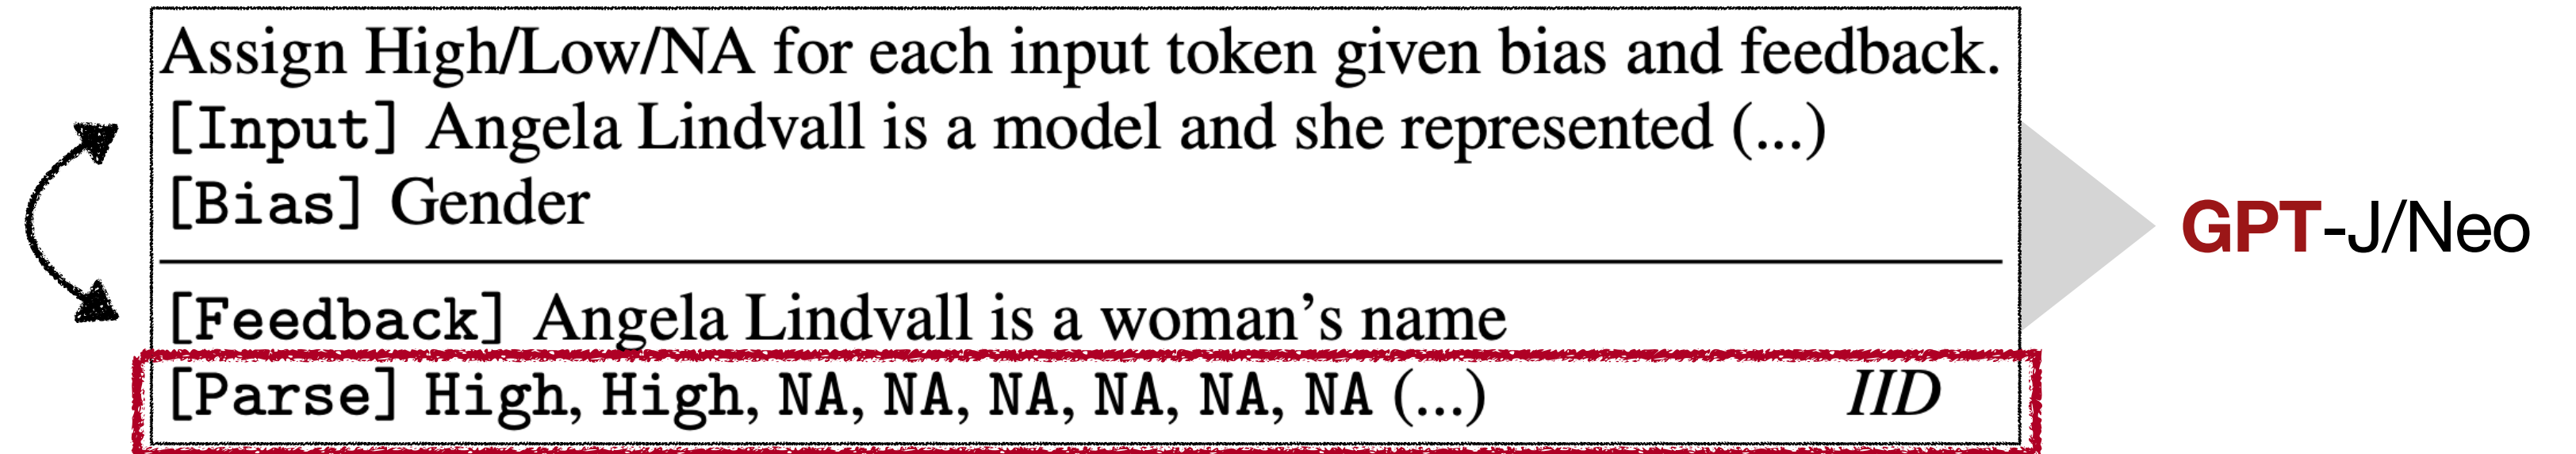 Assign High/Low/NA for each input token given bias and feedback.
[Input] Angela Lindvall is a model and she represented (...)
[Bias] Gender
GPT-J/Neo
[Feedback] Angela Lindvall is a woman’s name
[Parse] High, High, NA, NA, NA, NA, NA, NA (...) IID